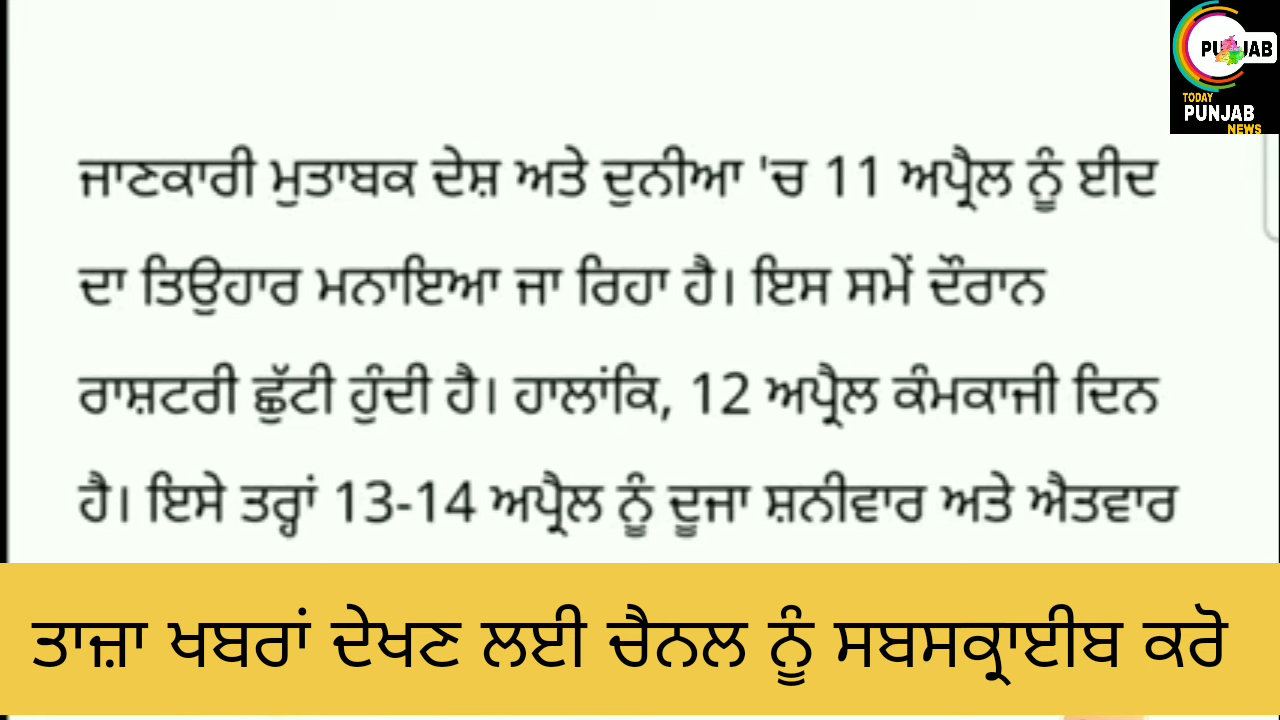 PUNJAB
TODAY
PUNJAB
NEWS
ਜਾਣਕਾਰੀ ਮੁਤਾਬਕ ਦੇਸ਼ ਅਤੇ ਦੁਨੀਆ 'ਚ 11 ਅਪ੍ਰੈਲ ਨੂੰ ਈਦ
ਦਾ ਤਿਉਹਾਰ ਮਨਾਇਆ ਜਾ ਰਿਹਾ ਹੈ। ਇਸ ਸਮੇਂ ਦੌਰਾਨ
ਰਾਸ਼ਟਰੀ ਛੁੱਟੀ ਹੁੰਦੀ ਹੈ। ਹਾਲਾਂਕਿ, 12 ਅਪ੍ਰੈਲ ਕੰਮਕਾਜੀ ਦਿਨ
ਹੈ। ਇਸੇ ਤਰ੍ਹਾਂ 13-14 ਅਪ੍ਰੈਲ ਨੂੰ ਦੂਜਾ ਸ਼ਨੀਵਾਰ ਅਤੇ ਐਤਵਾਰ
ਤਾਜ਼ਾ ਖਬਰਾਂ ਦੇਖਣ ਲਈ ਚੈਨਲ ਨੂੰ ਸਬਸਕ੍ਰਾਈਬ ਕਰੋ